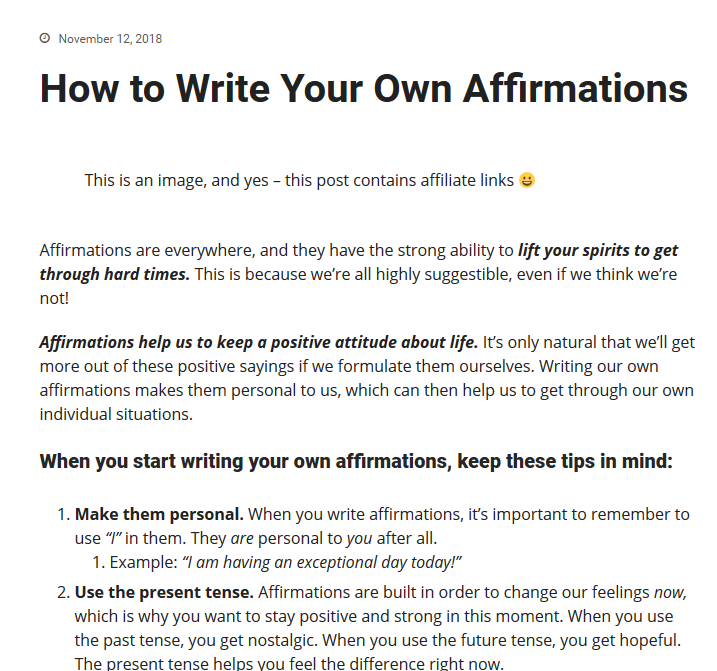 November 12, 2018
How to Write Your Own Affirmations
This is an image, and yes – this post contains affiliate links 😀
Affirmations are everywhere, and they have the strong ability to lift your spirits to get
through hard times. This is because we’re all highly suggestible, even if we think we’re
not!
Affirmations help us to keep a positive attitude about life. It’s only natural that we’ll get
more out of these positive sayings if we formulate them ourselves. Writing our own
affirmations makes them personal to us, which can then help us to get through our own
individual situations.
When you start writing your own affirmations, keep these tips in mind:
1. Make them personal. When you write affirmations, it’s important to remember to
use “I” in them. They are personal to you after all.
1. Example: “I am having an exceptional day today!”
2. Use the present tense. Affirmations are built in order to change our feelings now,
which is why you want to stay positive and strong in this moment. When you use
the past tense, you get nostalgic. When you use the future tense, you get hopeful.
The present tense helps you feel the difference right now.